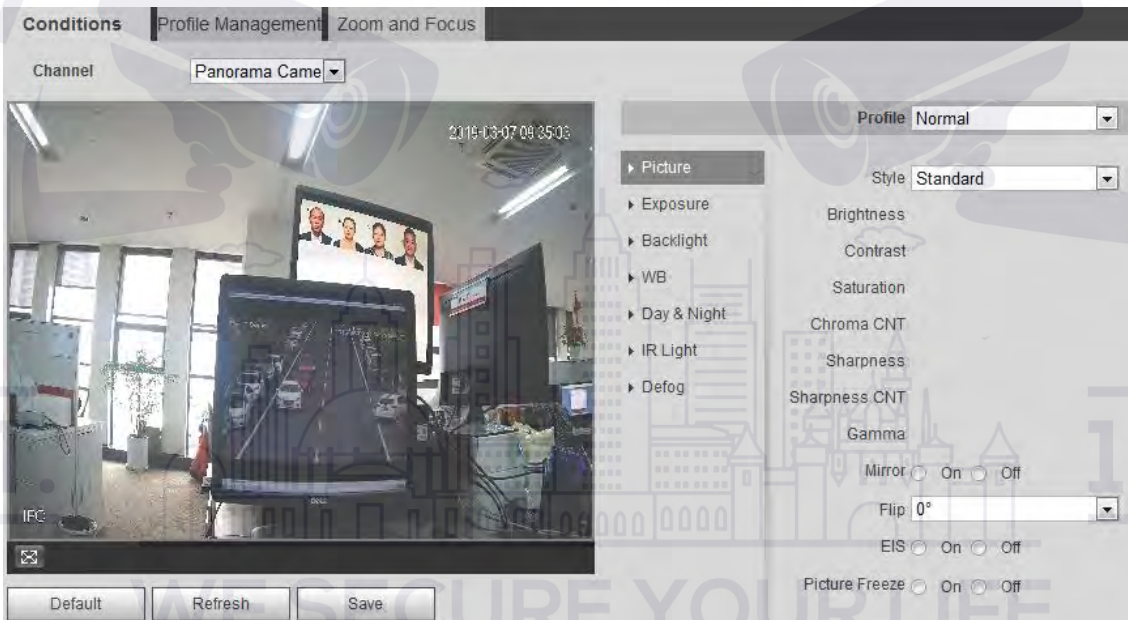 Conditions Profile Management Zoom and Focus
Channel Panorama Came
2019-03-07 09:35:03
Profile Normal
Picture
Exposure
Backlight
WB
Day & Night
IR Light
Defog
Style Standard
Brightness
Contrast
Saturation
Chroma CNT
Sharpness
Sharpness CNT
Gamma
Mirror On Off
Flip 0°
EIS On Off
Picture Freeze On Off
IPC
DELL
Default Refresh Save
WE SECURE YOUR LIFE